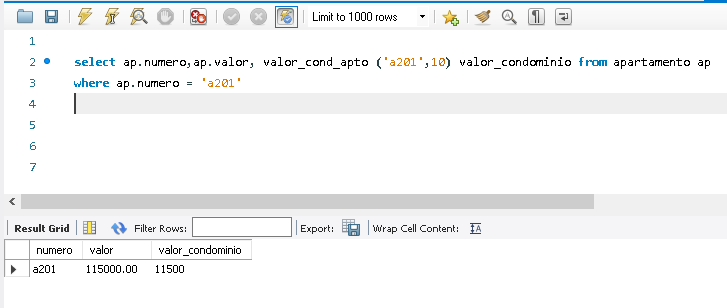 Limit to 1000 rows
1
2 select ap.numero,ap.valor, valor_cond_apto ('a201',10) valor_condominio from apartamento ap
3 where ap.numero = 'a201'
4
5
6
7
Result Grid Filter Rows: Export: Wrap Cell Content:
numero valor valor_condominio
a201 115000.00 11500